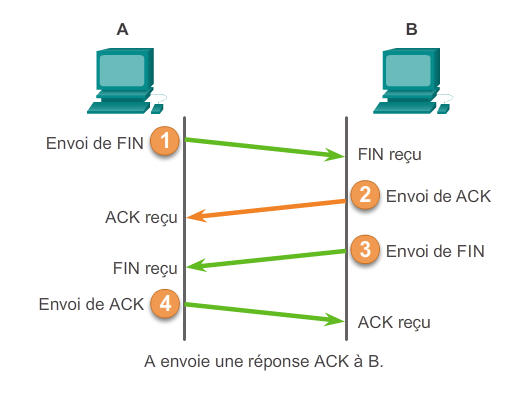 A
B
Envoi de FIN
1
FIN reçu
2
Envoi de ACK
ACK reçu
3
Envoi de FIN
FIN reçu
Envoi de ACK
4
ACK reçu
A envoie une réponse ACK à B.